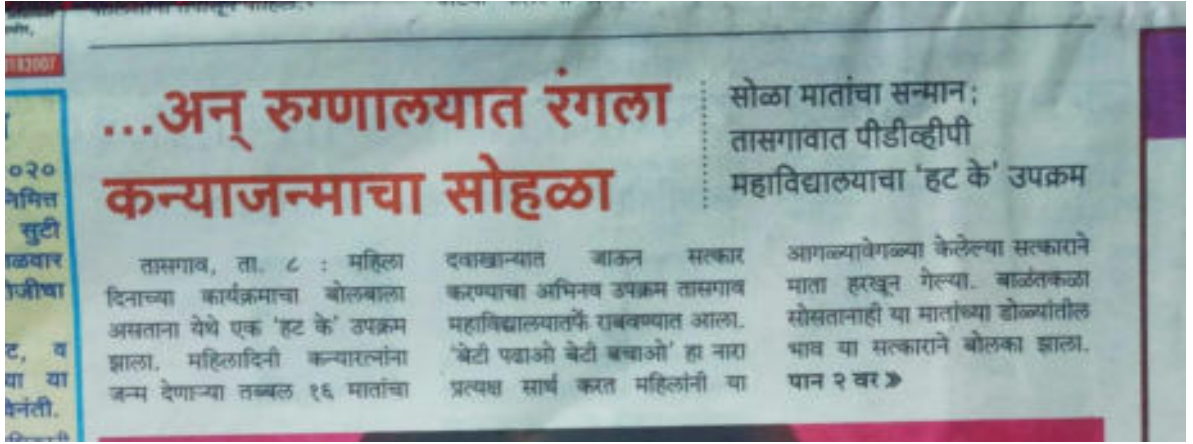 ...अन् रुग्णालयात रंगला
कन्याजन्माचा सोहळा
सोळा मातांचा सन्मान;
तासगावात पीडीव्हीपी
महाविद्यालयाचा 'हट के' उपक्रम
तासगाव, ता. ८ : महिला
दिनाच्या कार्यक्रमाचा बोलबाला
असताना येथे एक 'हट के' उपक्रम
झाला. महिलादिनी कन्यारत्नांना
जन्म देणाऱ्या तब्बल १६ मातांचा
दवाखान्यात जाऊन सत्कार
करण्याचा अभिनव उपक्रम तासगाव
महाविद्यालयातर्फे राबवण्यात आला.
'बेटी पढाओ बेटी बचाओ' हा नारा
प्रत्यक्ष सार्थ करत महिलांनी या
आगळ्यावेगळ्या केलेल्या सत्काराने
माता हरखून गेल्या. बाळंतकळा
सोसतानाही या मातांच्या डोळ्यांतील
भाव या सत्काराने बोलका झाला.
पान २ वर »
०२०
सुटी
ट, व
या या